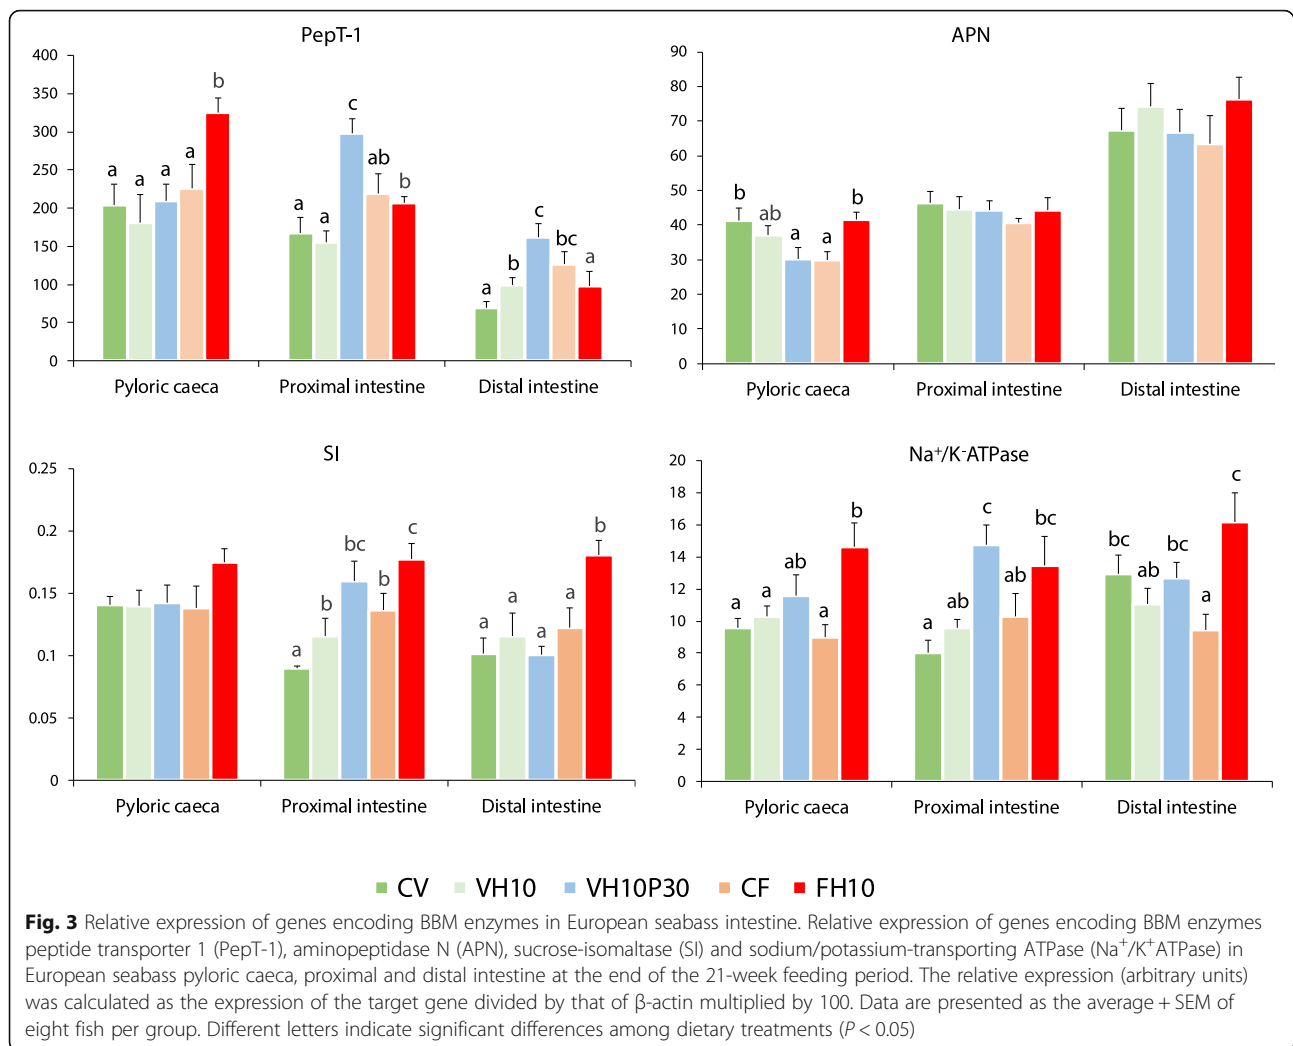 PepT-1
400
350
300
250
200
150
100
50
0
a a a a b
a a c ab b
a b c bc a
Pyloric caeca Proximal intestine Distal intestine
APN
90
80
70
60
50
40
30
20
10
0
b ab a a b
Pyloric caeca Proximal intestine Distal intestine
SI
0.25
0.2
0.15
0.1
0.05
0
a b bc b c
a a a a b
Pyloric caeca Proximal intestine Distal intestine
Na⁺/K-ATPase
20
18
16
14
12
10
8
6
4
2
0
a a ab a b
a ab c ab bc
bc ab bc a c
Pyloric caeca Proximal intestine Distal intestine
CV VH10 VH10P30 CF FH10
Fig. 3 Relative expression of genes encoding BBM enzymes in European seabass intestine. Relative expression of genes encoding BBM enzymes
peptide transporter 1 (PepT-1), aminopeptidase N (APN), sucrose-isomaltase (SI) and sodium/potassium-transporting ATPase (Na⁺/K⁺ATPase) in
European seabass pyloric caeca, proximal and distal intestine at the end of the 21-week feeding period. The relative expression (arbitrary units)
was calculated as the expression of the target gene divided by that of β-actin multiplied by 100. Data are presented as the average + SEM of
eight fish per group. Different letters indicate significant differences among dietary treatments (P < 0.05)